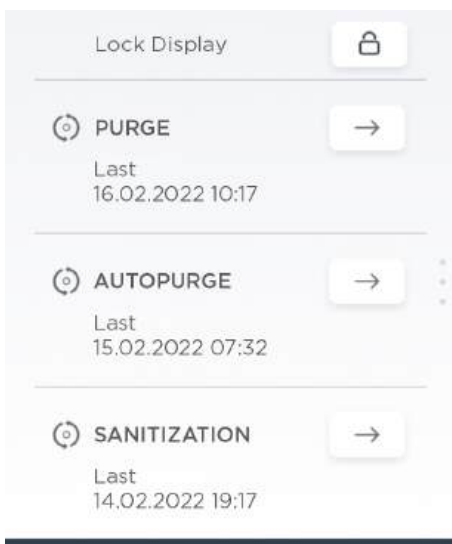 Lock Display
PURGE
Last
16.02.2022 10:17
AUTOPURGE
Last
15.02.2022 07:32
SANITIZATION
Last
14.02.2022 19:17